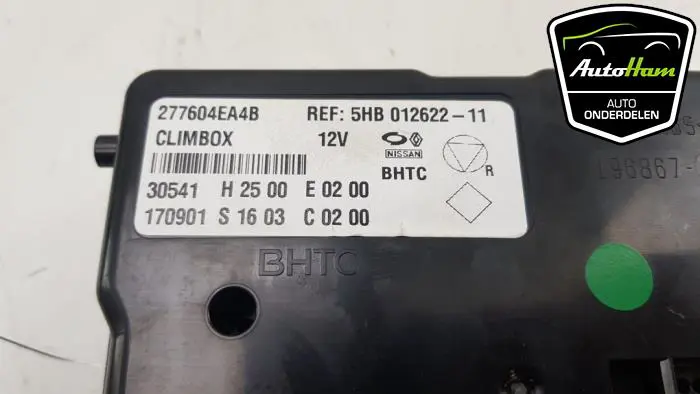 277604EA4B REF: 5HB 012622-11
CLIMBOX 12V
NISSAN
BHTC R
30541 H 25 00 E 02 00
170901 S 16 03 C 02 00
BHTC
AutoHam
AUTO
ONDERDELEN